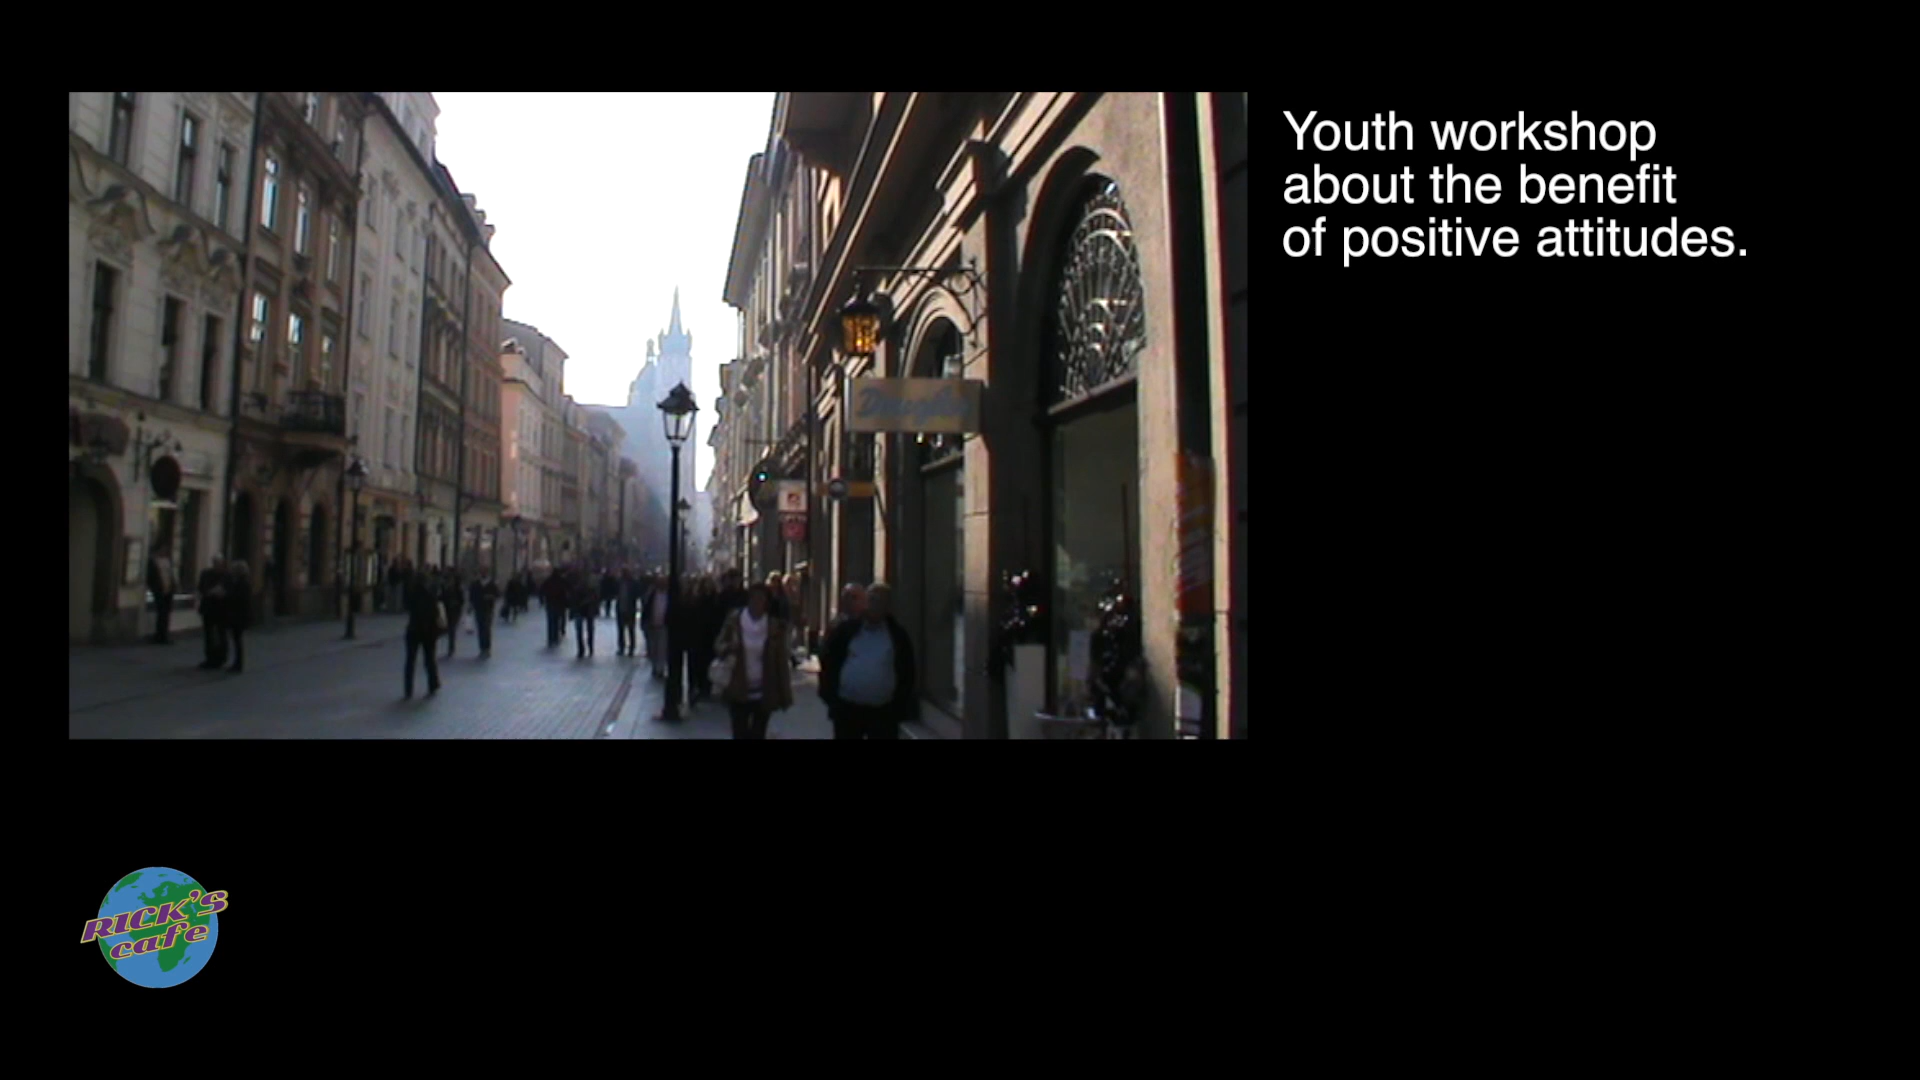 Youth workshop
about the benefit
of positive attitudes.
RICK'S
cafe